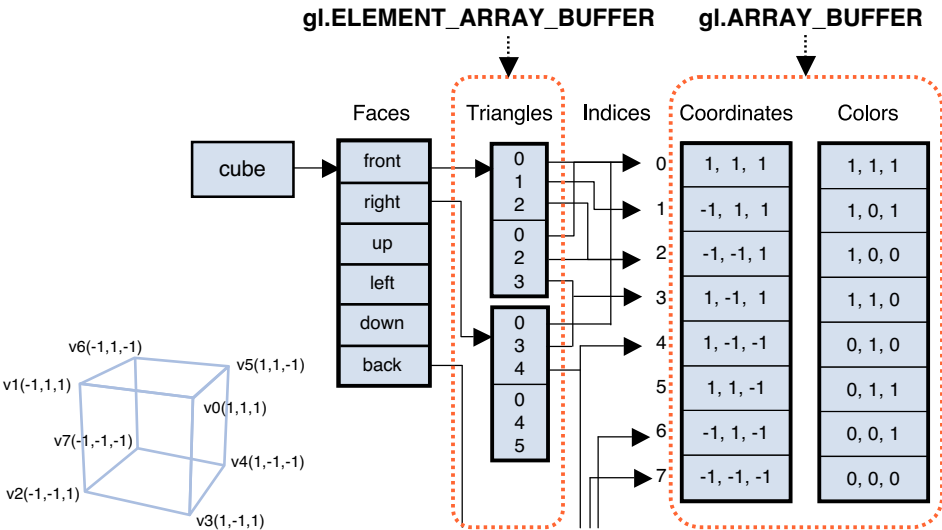 gl.ELEMENT_ARRAY_BUFFER
gl.ARRAY_BUFFER
Faces
Triangles
Indices
Coordinates
Colors
cube
front
right
up
left
down
back
0
1
2
0
2
3
0
3
4
0
4
5
0
1
2
3
4
5
6
7
1, 1, 1
-1, 1, 1
-1, -1, 1
1, -1, 1
1, -1, -1
1, 1, -1
-1, 1, -1
-1, -1, -1
1, 1, 1
1, 0, 1
1, 0, 0
1, 1, 0
0, 1, 0
0, 1, 1
0, 0, 1
0, 0, 0
v6(-1,1,-1)
v5(1,1,-1)
v1(-1,1,1)
v0(1,1,1)
v7(-1,-1,-1)
v4(1,-1,-1)
v2(-1,-1,1)
v3(1,-1,1)